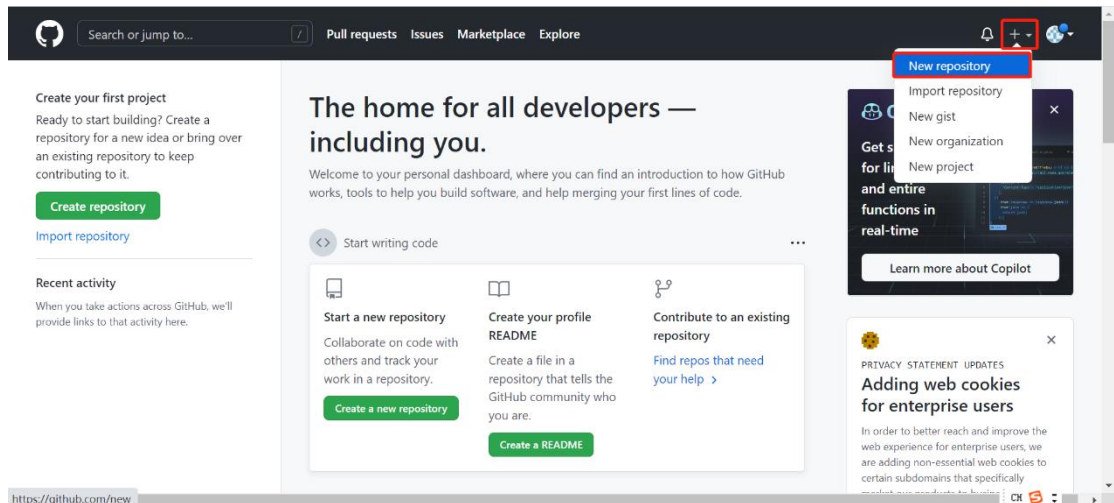 Search or jump to...
/
Pull requests Issues Marketplace Explore
New repository
Import repository
New gist
New organization
New project
Create your first project
Ready to start building? Create a
repository for a new idea or bring over
an existing repository to keep
contributing to it.
Create repository
Import repository
Recent activity
When you take actions across GitHub, we'll
provide links to that activity here.
The home for all developers —
including you.
Welcome to your personal dashboard, where you can find an introduction to how GitHub
works, tools to help you build software, and help merging your first lines of code.
<> Start writing code
...
Start a new repository
Collaborate on code with
others and track your
work in a repository.
Create a new repository
Create your profile
README
Create a file in a
repository that tells the
GitHub community who
you are.
Create a README
Contribute to an existing
repository
Find repos that need
your help >
Get
for
and entire
functions in
real-time
Learn more about Copilot
PRIVACY STATEMENT UPDATES
Adding web cookies
for enterprise users
In order to better reach and improve the
web experience for enterprise users, we
are adding non-essential web cookies to
certain subdomains that specifically
https://github.com/new
CH